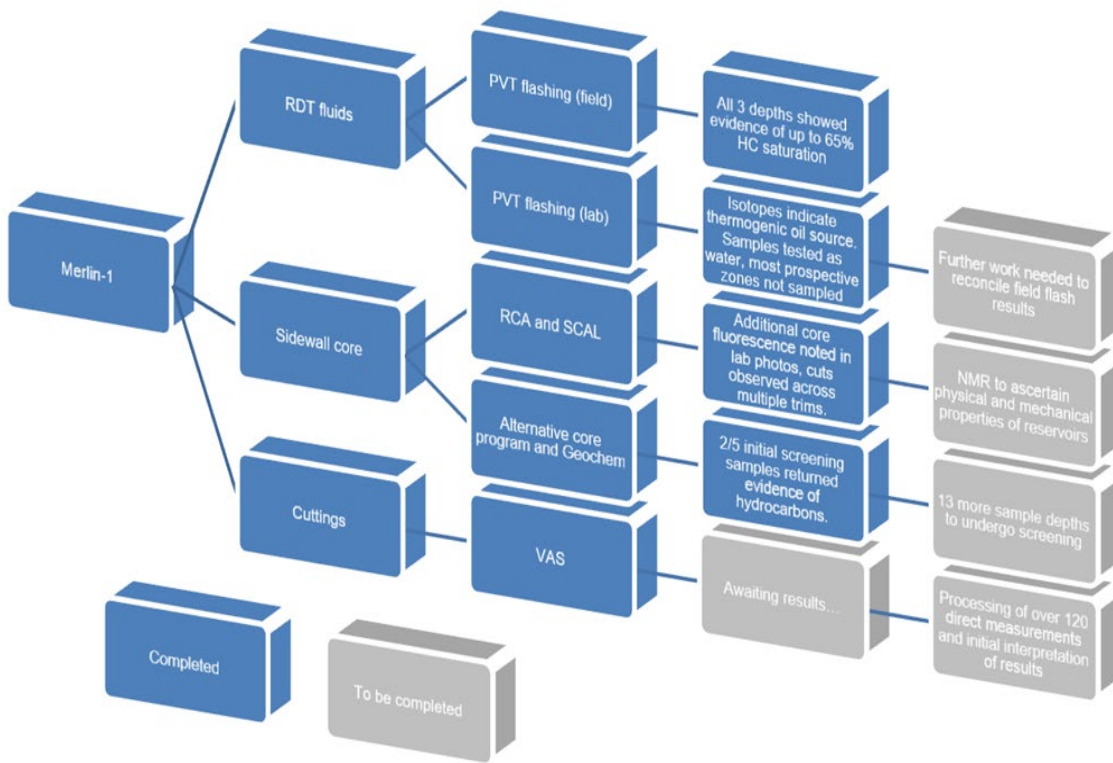 Merlin-1
RDT fluids
Sidewall core
Cuttings
PVT flashing (field)
PVT flashing (lab)
RCA and SCAL
Alternative core
program and Geochem
VAS
All 3 depths showed
evidence of up to 65%
HC saturation
Isotopes indicate
thermogenic oil source.
Samples tested as
water, most prospective
zones not sampled
Additional core
fluorescence noted in
lab photos, cuts
observed across
multiple trims.
2/5 initial screening
samples returned
evidence of
hydrocarbons.
Awaiting results...
Further work needed to
reconcile field flash
results
NMR to ascertain
physical and mechanical
properties of reservoirs
13 more sample depths
to undergo screening
Processing of over 120
direct measurements
and initial interpretation
of results
Completed
To be completed